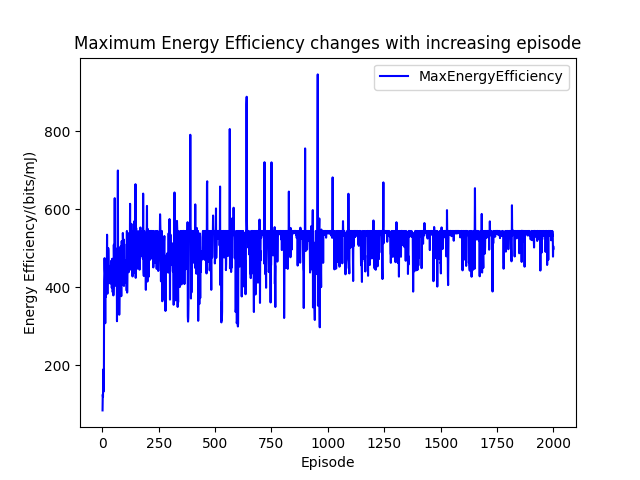 Maximum Energy Efficiency changes with increasing episode
MaxEnergyEfficiency
Energy Efficiency/(bits/mJ)
800
600
400
200
0 250 500 750 1000 1250 1500 1750 2000
Episode